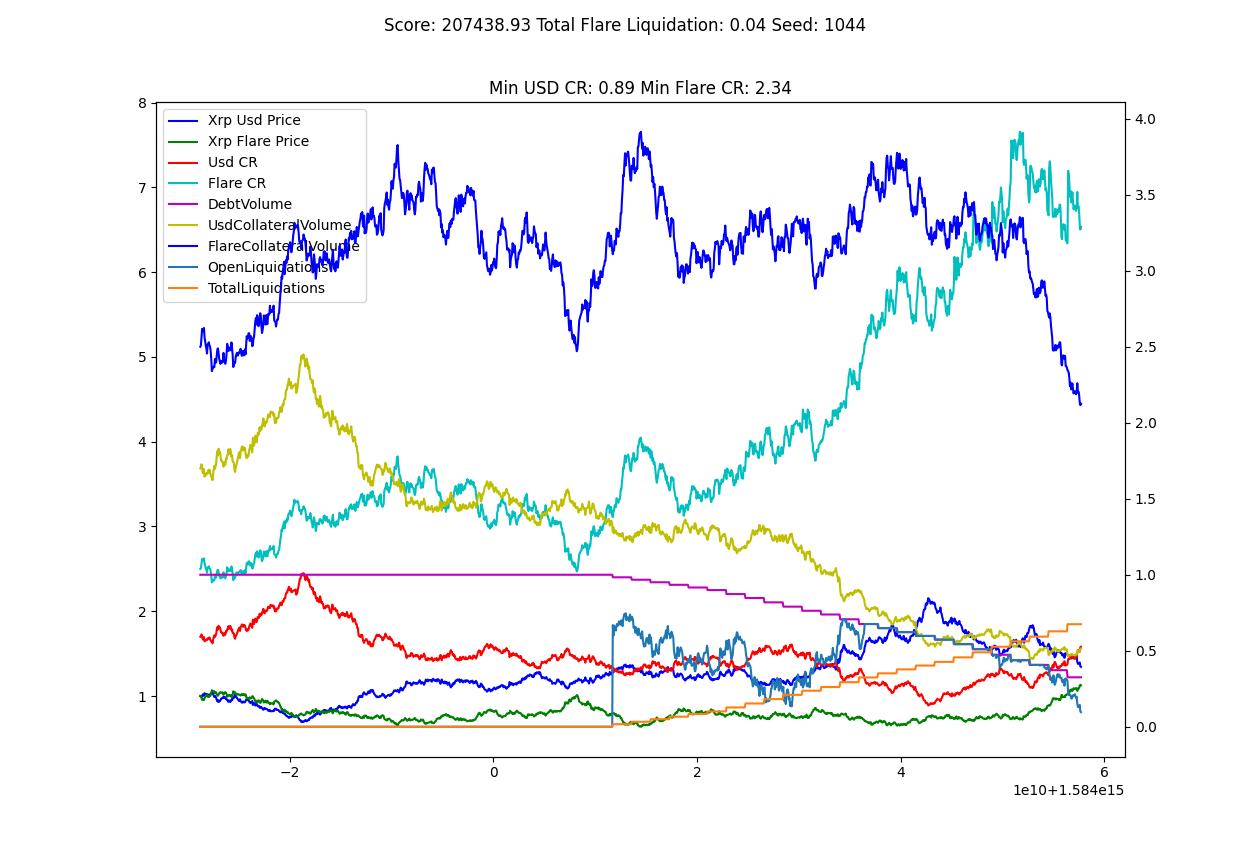 Score: 207438.93 Total Flare Liquidation: 0.04 Seed: 1044
Min USD CR: 0.89 Min Flare CR: 2.34
8
7
6
5
4
3
2
1
Xrp Usd Price
Xrp Flare Price
Usd CR
Flare CR
DebtVolume
UsdCollateralVolume
FlareCollateralVolume
OpenLiquidations
TotalLiquidations
4.0
3.5
3.0
2.5
2.0
1.5
1.0
0.5
0.0
−2 0 2 4 6
1e10+1.584e15